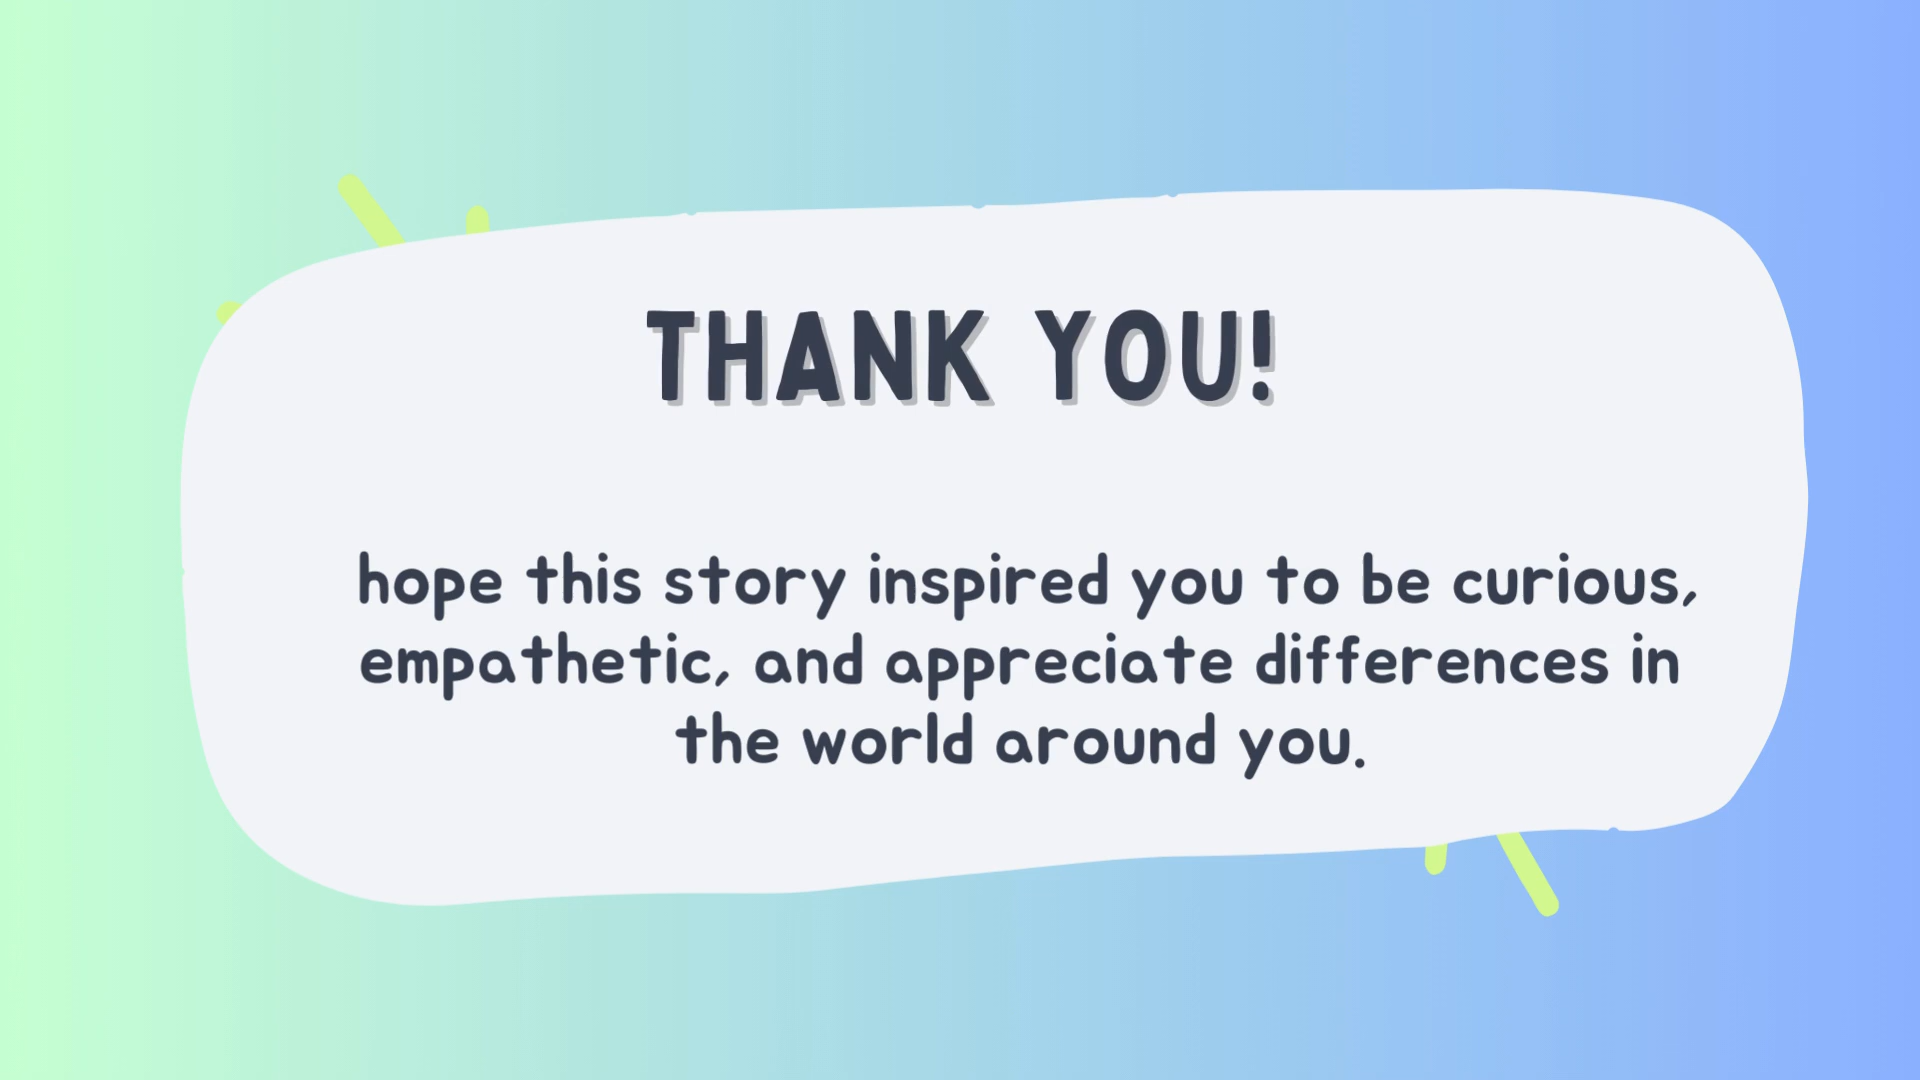 THANK YOU!
hope this story inspired you to be curious,
empathetic, and appreciate differences in
the world around you.